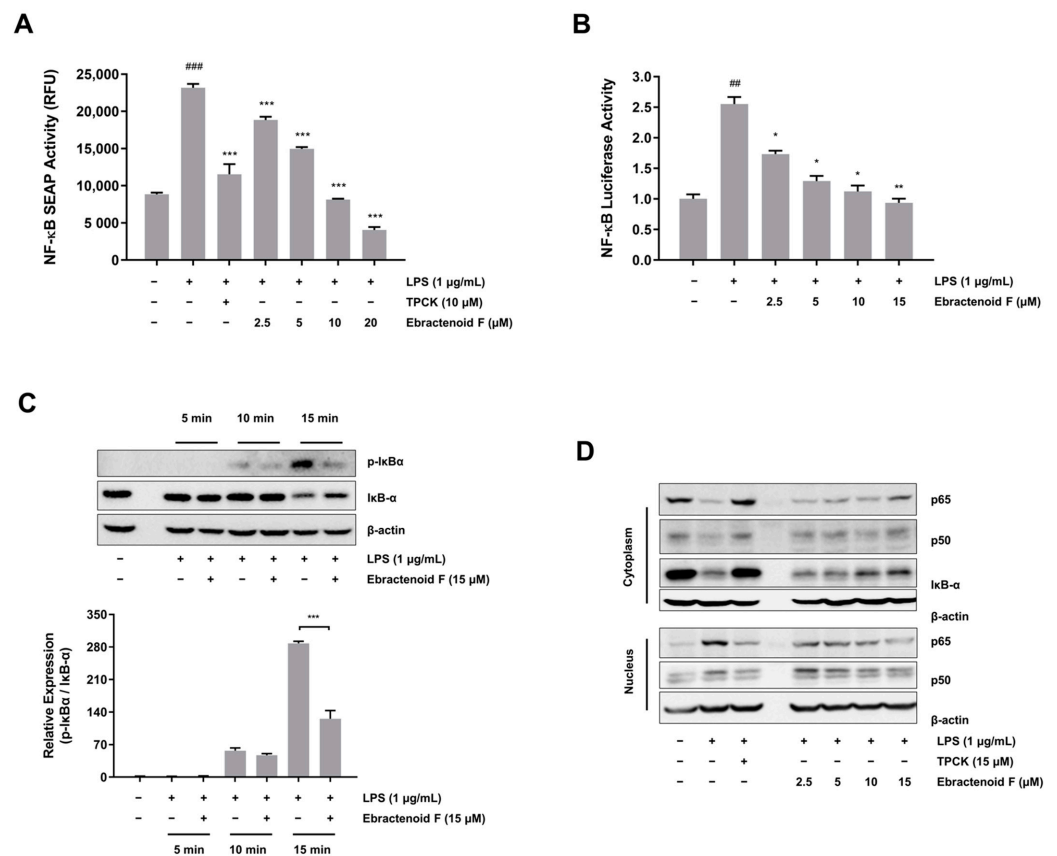 A
NF-κB SEAP Activity (RFU)
25,000
20,000
15,000
10,000
5 000
0
###
***
***
***
***
***
– + + + + + + LPS (1 µg/mL)
– – + – – – – TPCK (10 µM)
– – – 2.5 5 10 20 Ebractenoid F (µM)
B
NF-κB Luciferase Activity
3.0
2.5
2.0
1.5
1.0
0.5
0.0
##
*
*
*
**
– + + + + + LPS (1 µg/mL)
– – 2.5 5 10 15 Ebractenoid F (µM)
C
5 min 10 min 15 min
p-IκBα
IκB-α
β-actin
– + + + + + + LPS (1 µg/mL)
– – + – + – + Ebractenoid F (15 µM)
Relative Expression
(p-IκBα / IκB-α)
350
280
210
140
70
0
***
– + + + + + + LPS (1 µg/mL)
– – + – + – + Ebractenoid F (15 µM)
5 min 10 min 15 min
D
Cytoplasm
p65
p50
IκB-α
β-actin
Nucleus
p65
p50
β-actin
– + + + + + + LPS (1 µg/mL)
– – + – – – – TPCK (15 µM)
– – – 2.5 5 10 15 Ebractenoid F (µM)